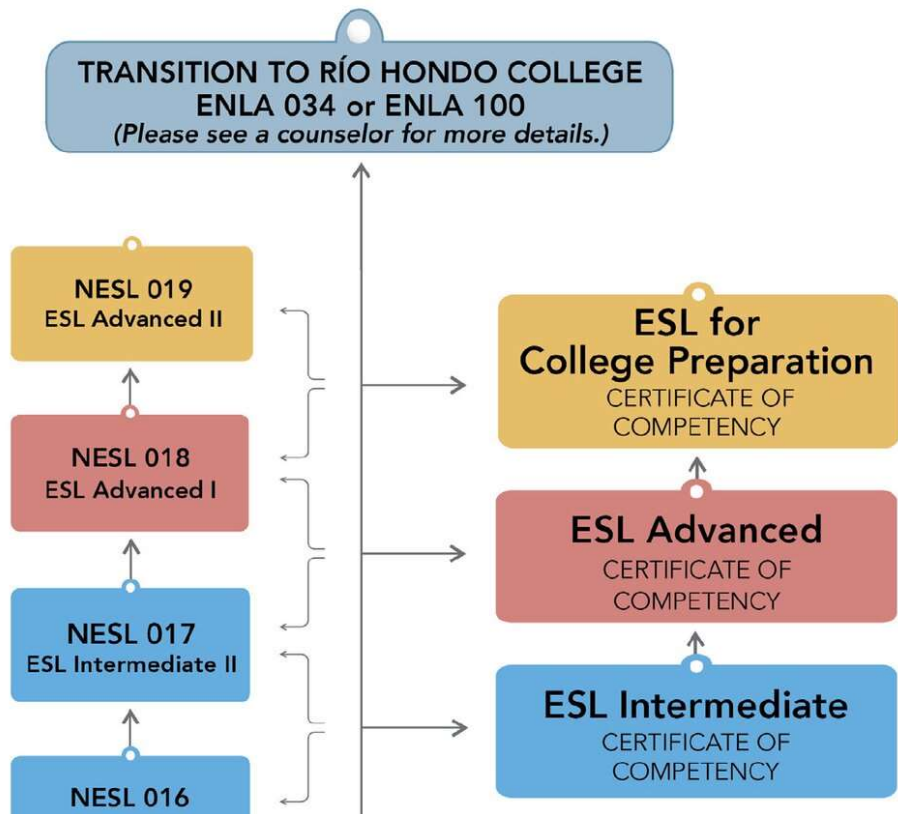 TRANSITION TO RÍO HONDO COLLEGE
ENLA 034 or ENLA 100
(Please see a counselor for more details.)
NESL 019
ESL Advanced II
NESL 018
ESL Advanced I
NESL 017
ESL Intermediate II
NESL 016
ESL for
College Preparation
CERTIFICATE OF
COMPETENCY
ESL Advanced
CERTIFICATE OF
COMPETENCY
ESL Intermediate
CERTIFICATE OF
COMPETENCY